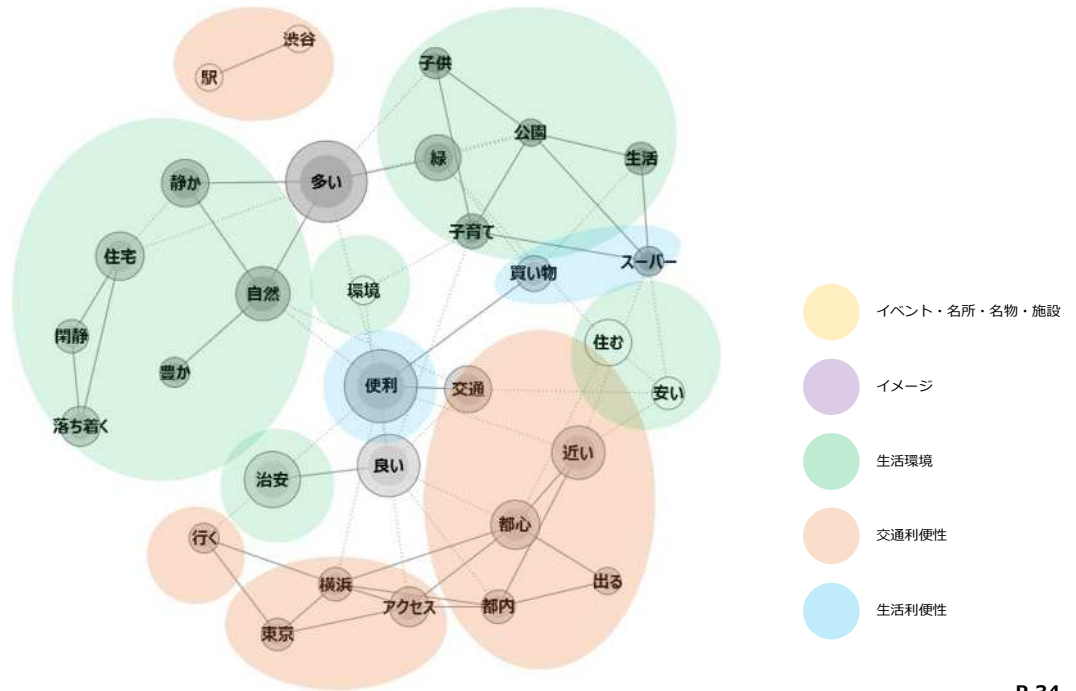 渋谷
駅
子供
公園
緑
生活
静か
多い
子育て
住宅
買い物
スーパー
自然
環境
閑静
住む
豊か
便利
交通
安い
落ち着く
近い
良い
治安
都心
行く
横浜
出る
アクセス
都内
東京
イベント・名所・名物・施設
イメージ
生活環境
交通利便性
生活利便性